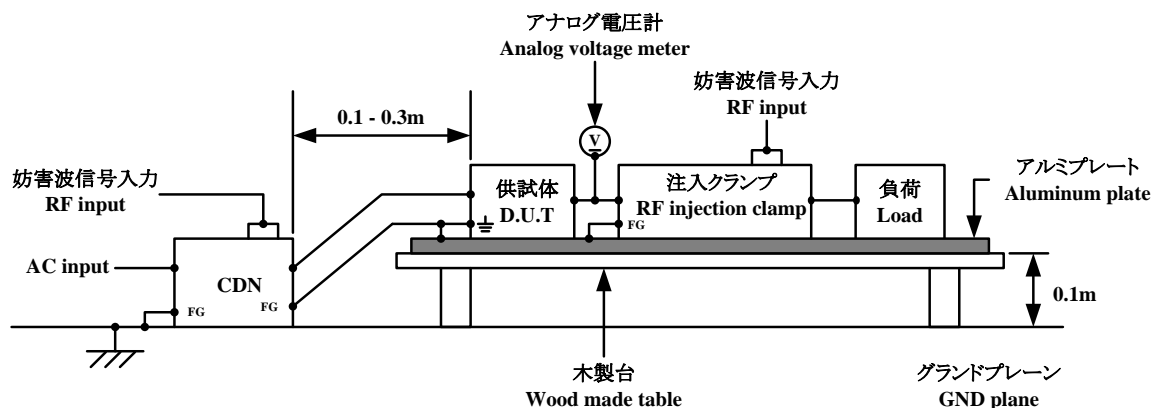 アナログ電圧計
Analog voltage meter
妨害波信号入力
RF input
0.1 - 0.3m
V
妨害波信号入力
RF input
供試体
D.U.T
注入クランプ
RF injection clamp
FG
負荷
Load
アルミプレート
Aluminum plate
AC input
CDN
FG
FG
0.1m
木製台
Wood made table
グランドプレーン
GND plane